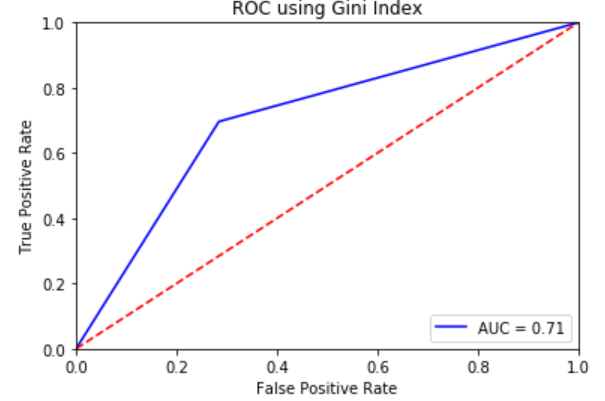 ROC using Gini Index
True Positive Rate
1.0
0.8
0.6
0.4
0.2
0.0
AUC = 0.71
0.0 0.2 0.4 0.6 0.8 1.0
False Positive Rate